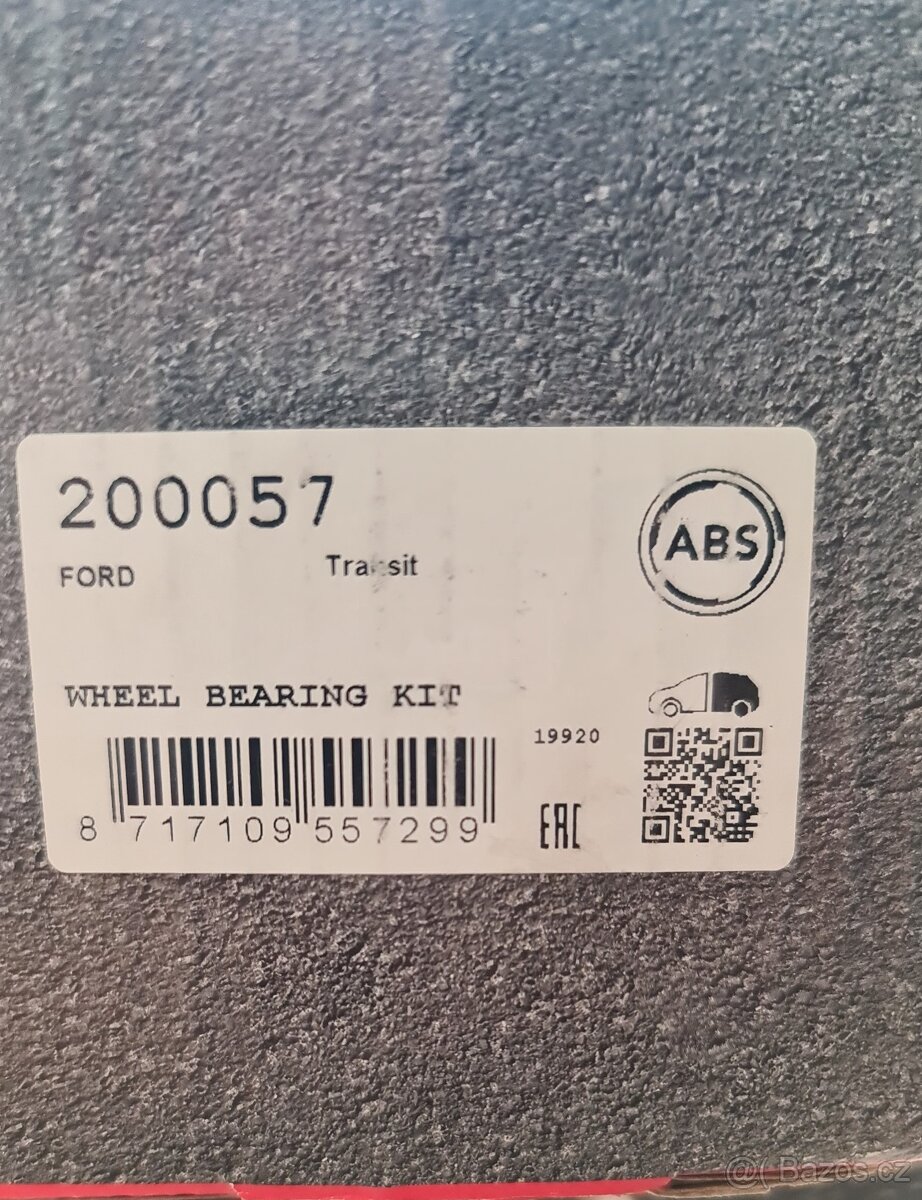 200057
ABS
FORD Transit
WHEEL BEARING KIT
19920
8 717109 557299
EAC
Bazos.cz